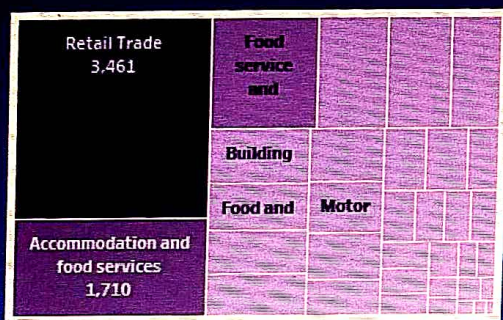 Retail Trade
3,461
Food
service
and
Building
Food and
Motor
Accommodation and
food services
1,710